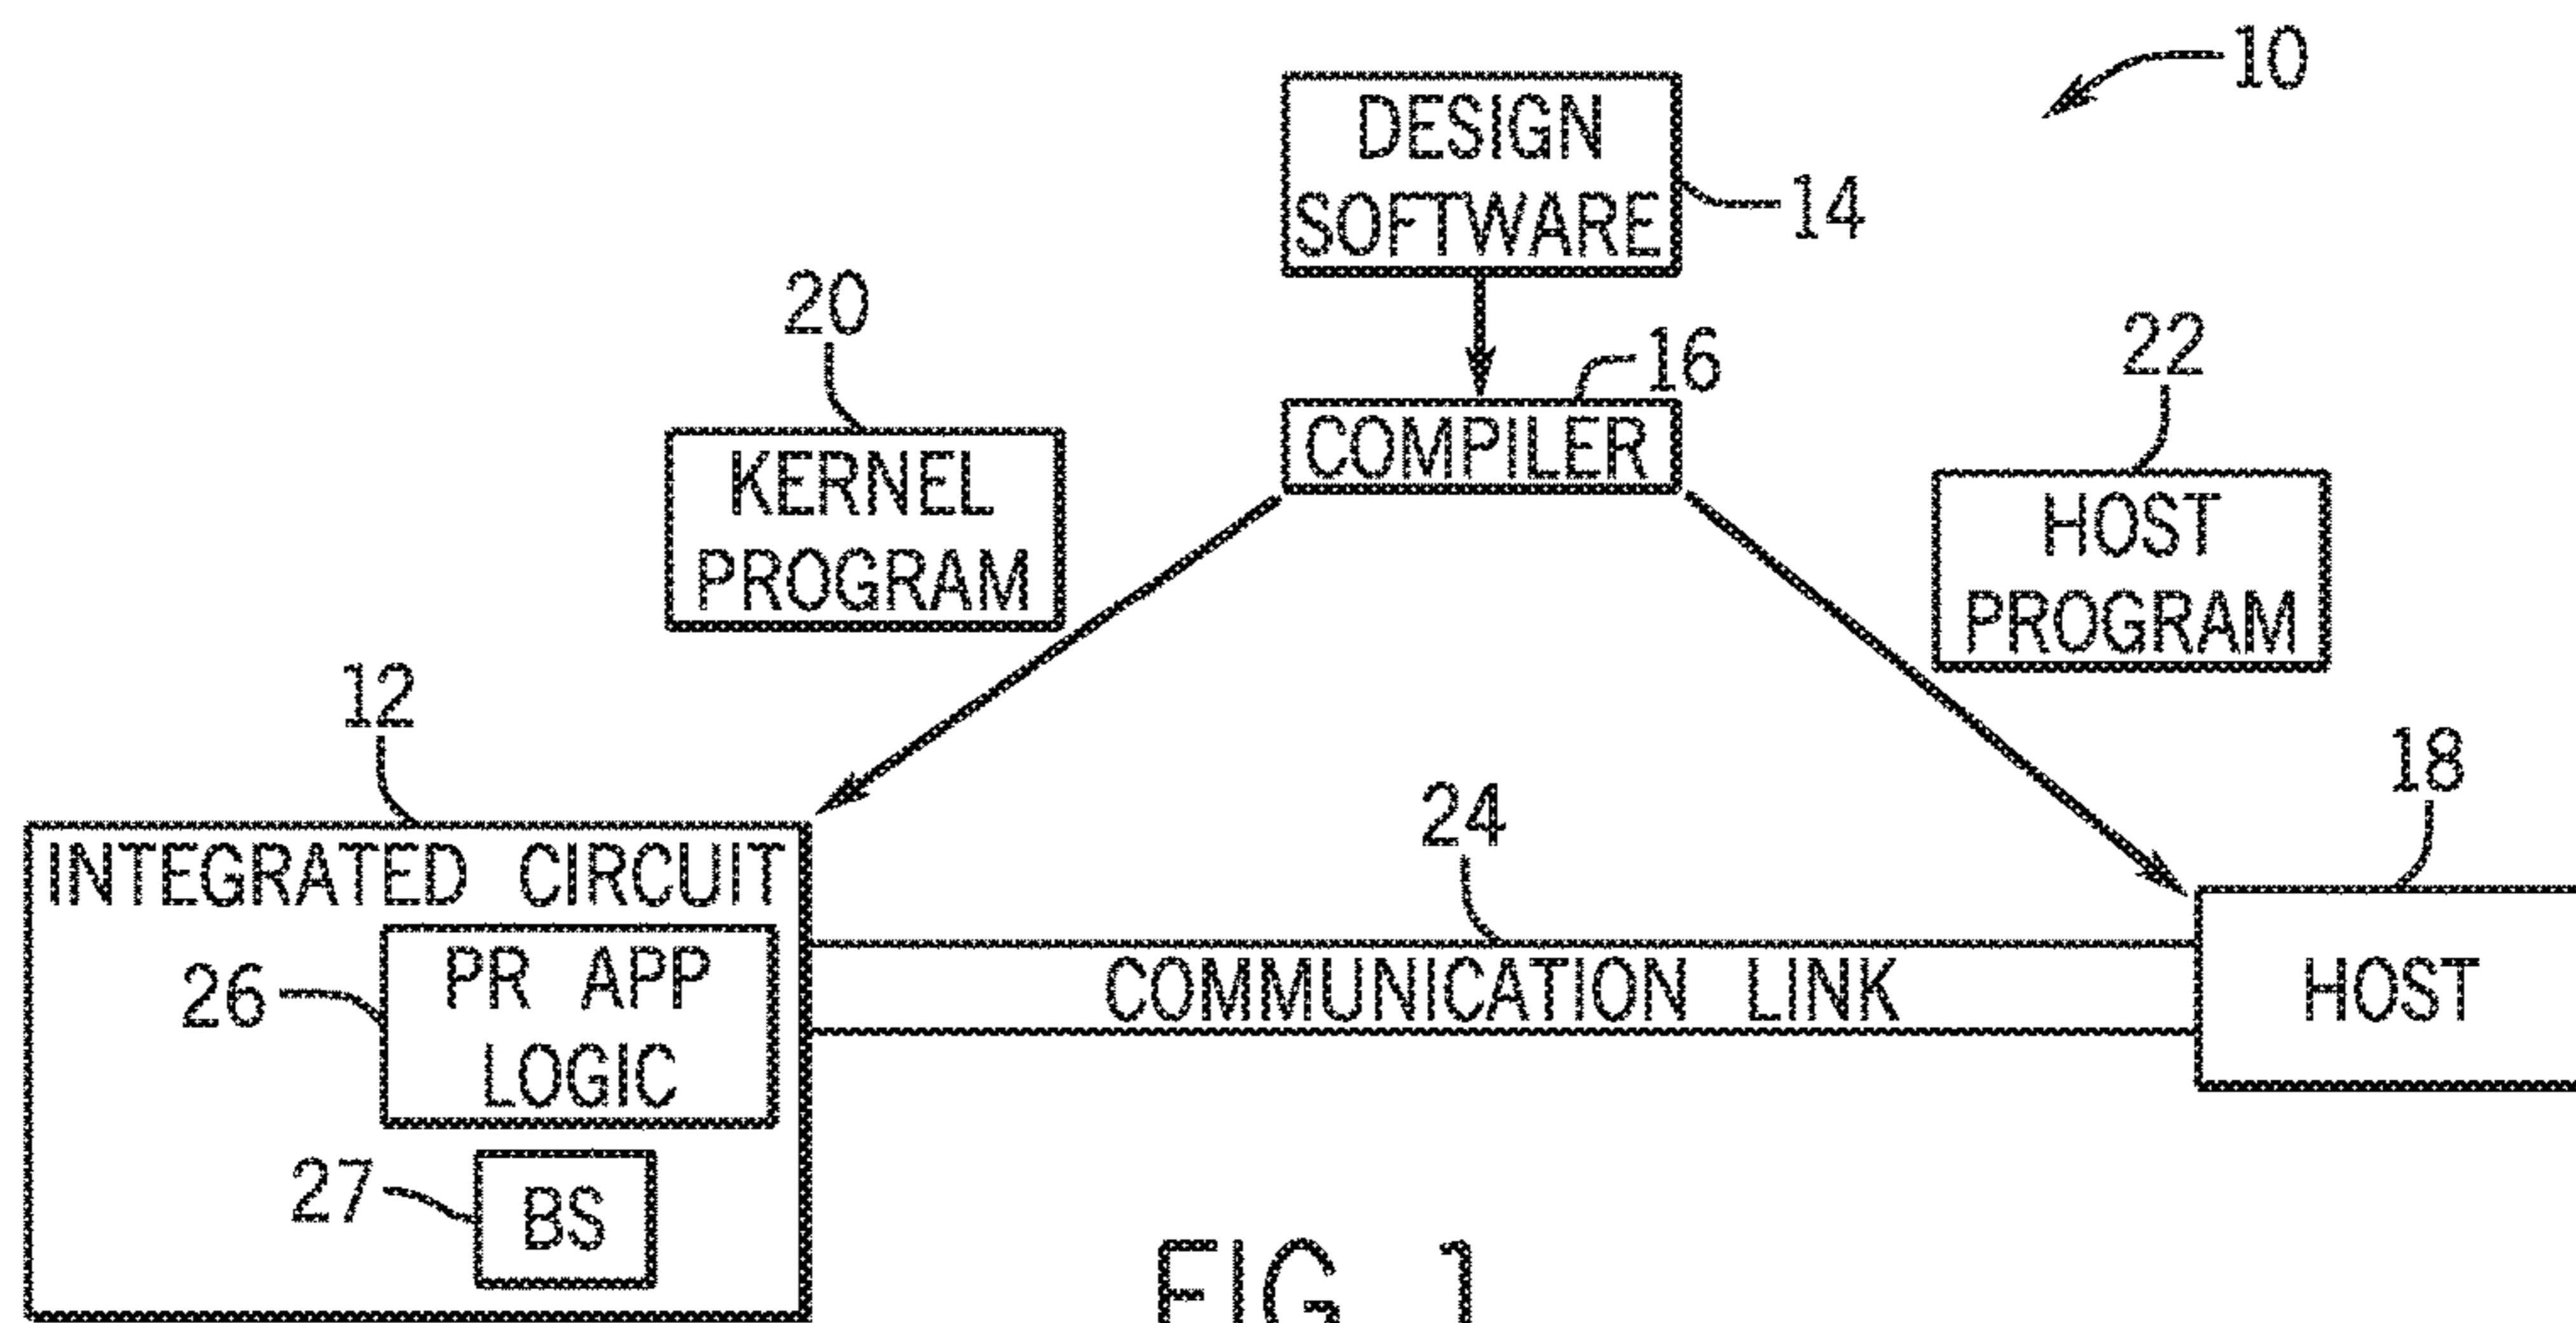 10
DESIGN
SOFTWARE
14
20
16
22
COMPILER
KERNEL
PROGRAM
HOST
PROGRAM
12
18
24
INTEGRATED CIRCUIT
26
PR APP
LOGIC
COMMUNICATION LINK
HOST
27
BS
FIG 1